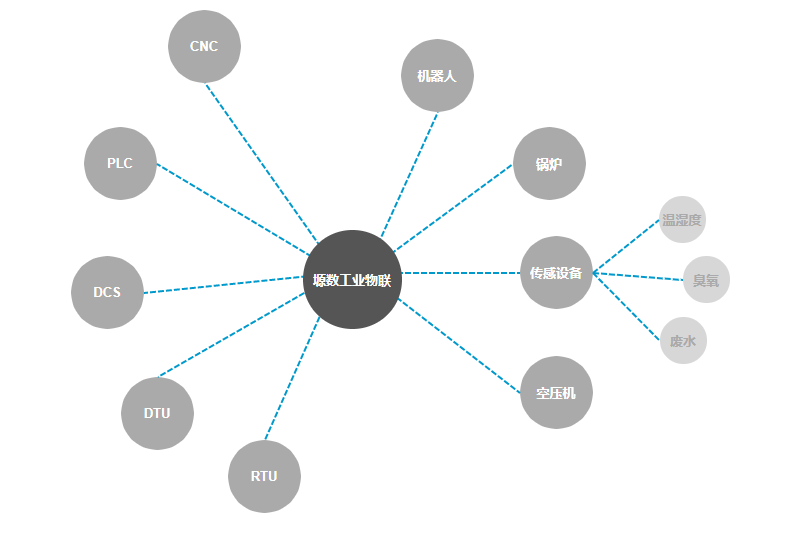 CNC
机器人
PLC
锅炉
温湿度
传感设备
塬数工业物联
臭氧
DCS
废水
空压机
DTU
RTU